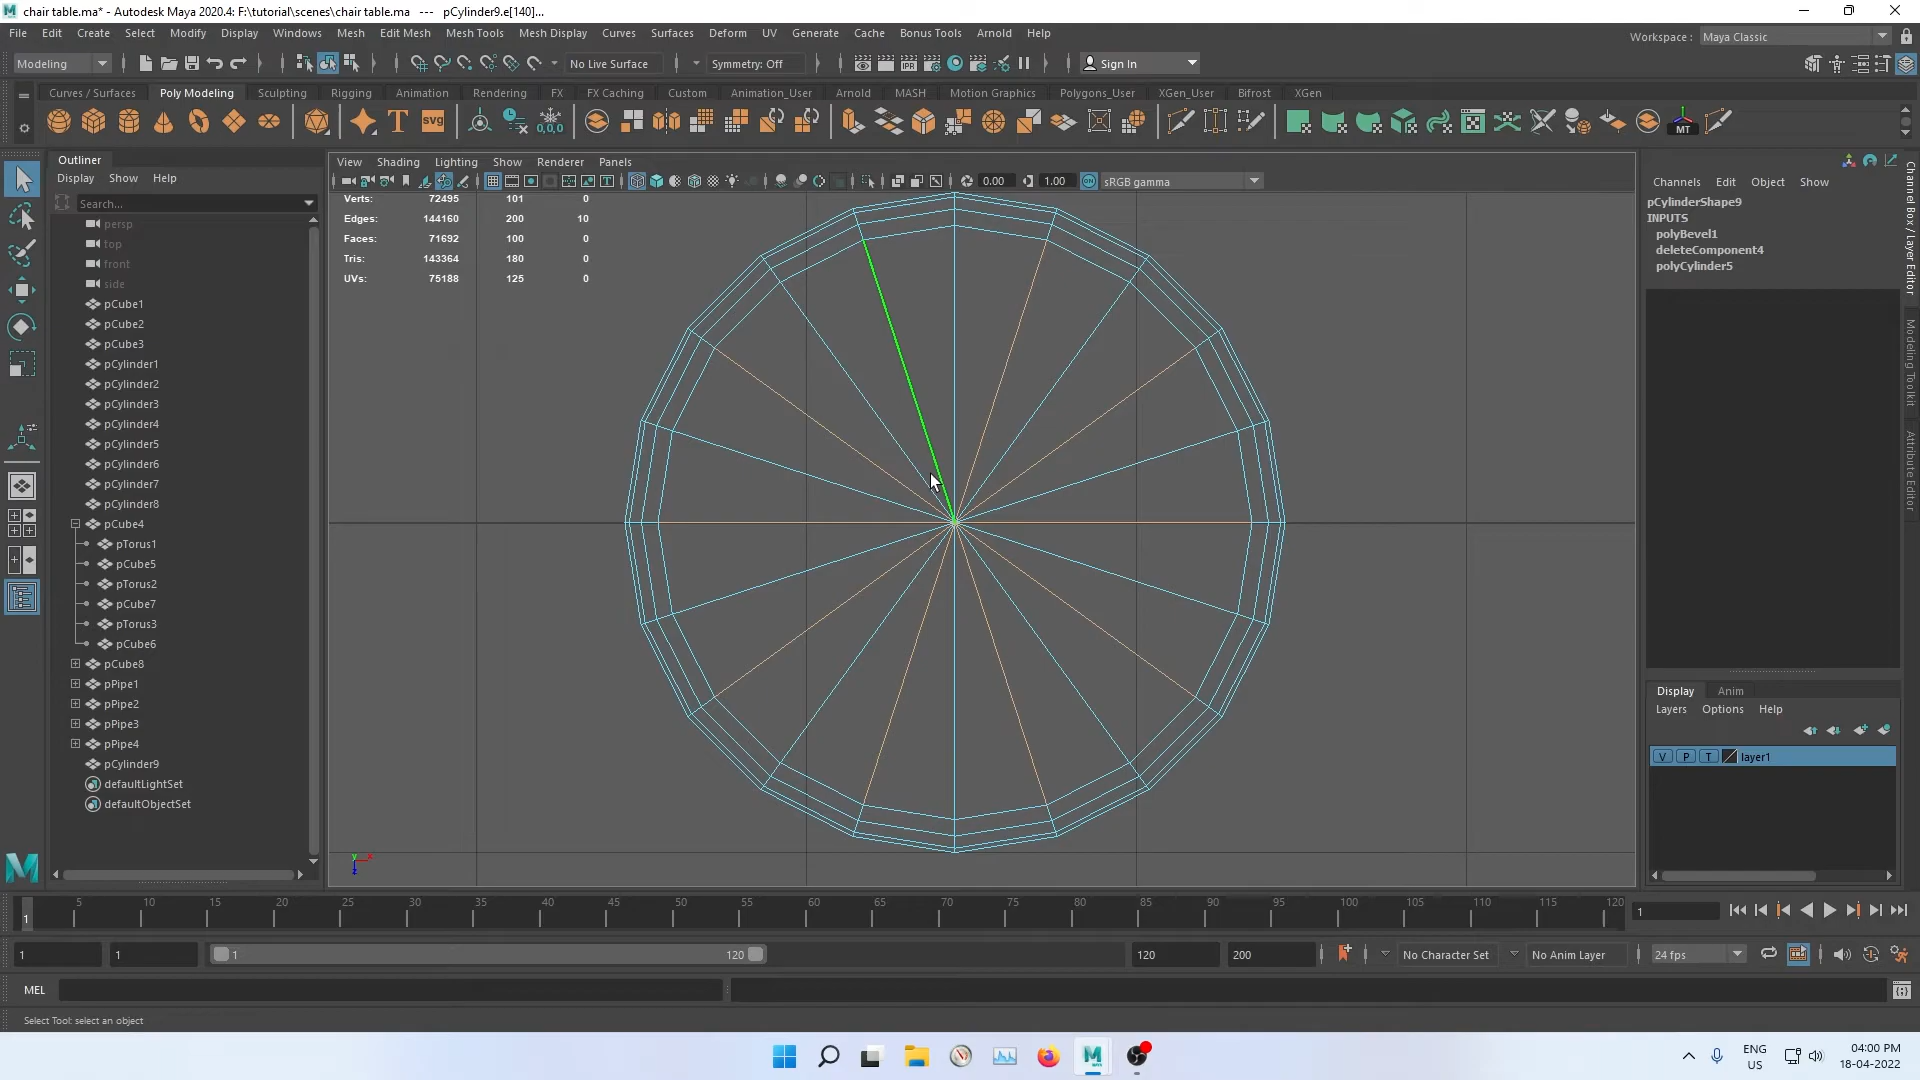 chair table.ma* - Autodesk Maya 2020.4: F:\tutorial\scenes\chair table.ma   ---   pCylinder9.e[140]...
File Edit Create Select Modify Display Windows Mesh Edit Mesh Mesh Tools Mesh Display Curves Surfaces Deform UV Generate Cache Bonus Tools Arnold Help
Workspace : Maya Classic
Modeling No Live Surface Symmetry: Off Sign In
Curves / Surfaces Poly Modeling Sculpting Rigging Animation Rendering FX FX Caching Custom Animation_User Arnold MASH Motion Graphics Polygons_User XGen_User Bifrost XGen
Outliner
Display Show Help
Search...
persp
top
front
side
pCube1
pCube2
pCube3
pCylinder1
pCylinder2
pCylinder3
pCylinder4
pCylinder5
pCylinder6
pCylinder7
pCylinder8
pCube4
pTorus1
pCube5
pTorus2
pCube7
pTorus3
pCube6
pCube8
pPipe1
pPipe2
pPipe3
pPipe4
pCylinder9
defaultLightSet
defaultObjectSet
View Shading Lighting Show Renderer Panels
0.00 1.00 sRGB gamma
Verts: 72495 101 0
Edges: 144160 200 10
Faces: 71692 100 0
Tris: 143364 180 0
UVs: 75188 125 0
Channels Edit Object Show
pCylinderShape9
INPUTS
polyBevel1
deleteComponent4
polyCylinder5
Channel Box / Layer Editor
Modeling Toolkit
Attribute Editor
Display Anim
Layers Options Help
V P T layer1
1 5 10 15 20 25 30 35 40 45 50 55 60 65 70 75 80 85 90 95 100 105 110 115 120
1
1 1 1 120 120 200 No Character Set No Anim Layer 24 fps
MEL
Select Tool: select an object
ENG
US
04:00 PM
18-04-2022